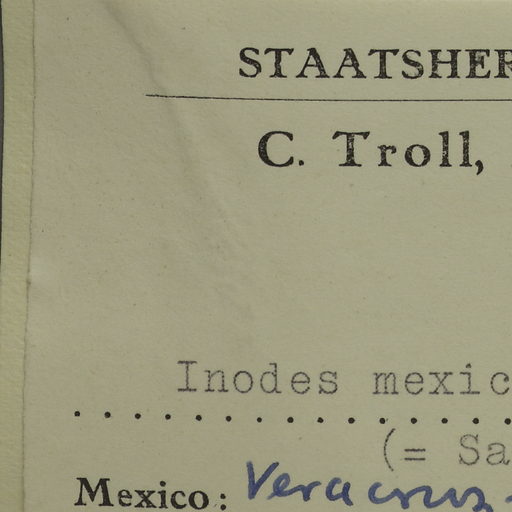 STAATSHER
C. Troll,
Inodes mexic
(= Sa
Mexico: Veracruz